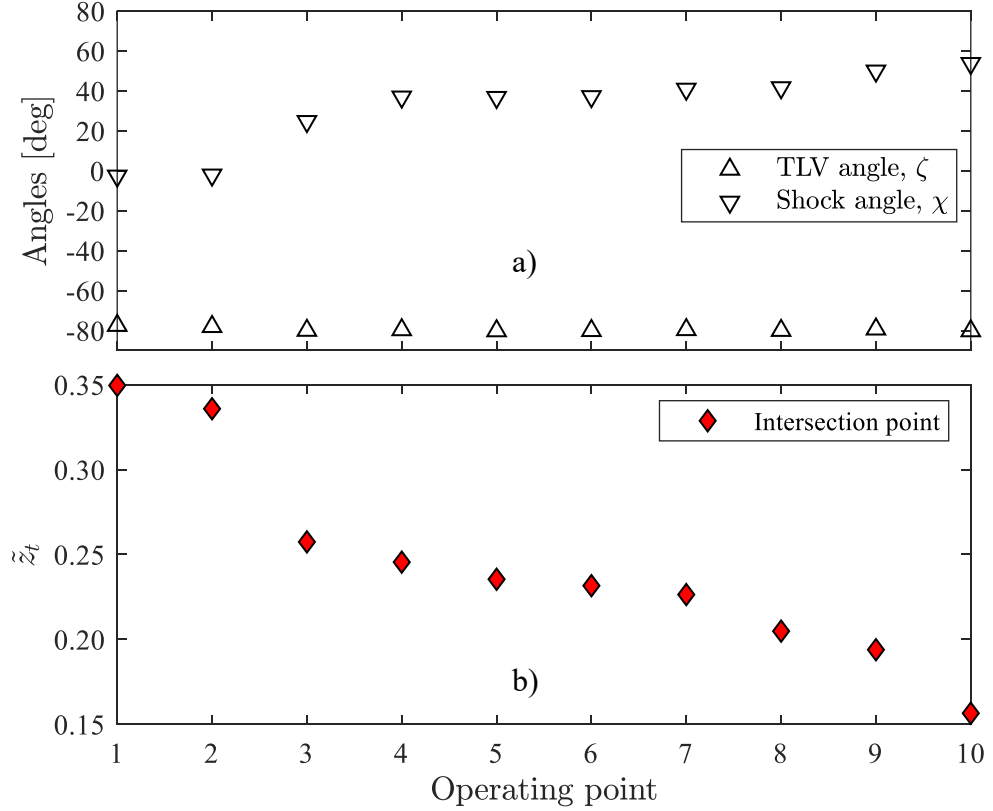 80
60
40
20
0
-20
-40
-60
-80
Angles [deg]
TLV angle, ζ
Shock angle, χ
a)
0.35
0.30
0.25
0.20
0.15
z̃ₜ
Intersection point
b)
1 2 3 4 5 6 7 8 9 10
Operating point